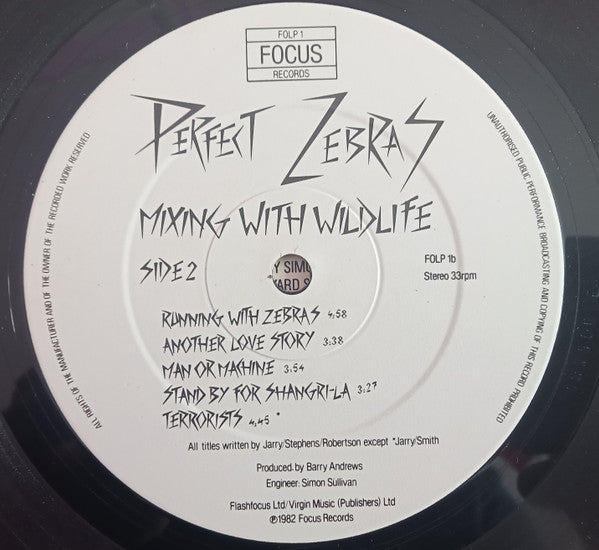 FOLP 1
FOCUS
RECORDS
PERFECT ZEBRAS
MIXING WITH WILDLIFE
SIDE 2
Y SIMO
ARD S
FOLP 1b
Stereo 33rpm
RUNNING WITH ZEBRAS 4,58
ANOTHER LOVE STORY 3.38
MAN OR MACHINE 3:54
STAND BY FOR SHANGRI-LA 3:27
TERRORISTS 4,45 *
All titles written by Jarry/Stephens/Robertson except *Jarry/Smith
Produced by Barry Andrews
Engineer: Simon Sullivan
Flashfocus Ltd/Virgin Music (Publishers) Ltd
℗1982 Focus Records
ALL RIGHTS OF THE MANUFACTURER AND OF THE OWNER OF THE RECORDED WORK RESERVED
UNAUTHORISED PUBLIC PERFORMANCE BROADCASTING AND COPYING OF THIS RECORD PROHIBITED